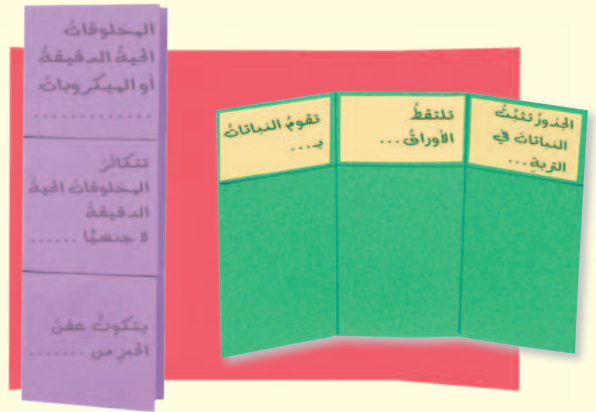 المخلوقاتُ
الحيةُ الدقيقةُ
أو الميكروباتُ
.............
تتكاثرُ
المخلوقاتُ الحيةُ
الدقيقةُ
لا جنسيًا .......
يتكونُ عفنُ
الخبزِ من ........
الجذورُ تثبِّتُ
النباتاتِ في
التربةِ...
تلتقطُ
الأوراقُ...
تقومُ النباتاتُ
بـ...